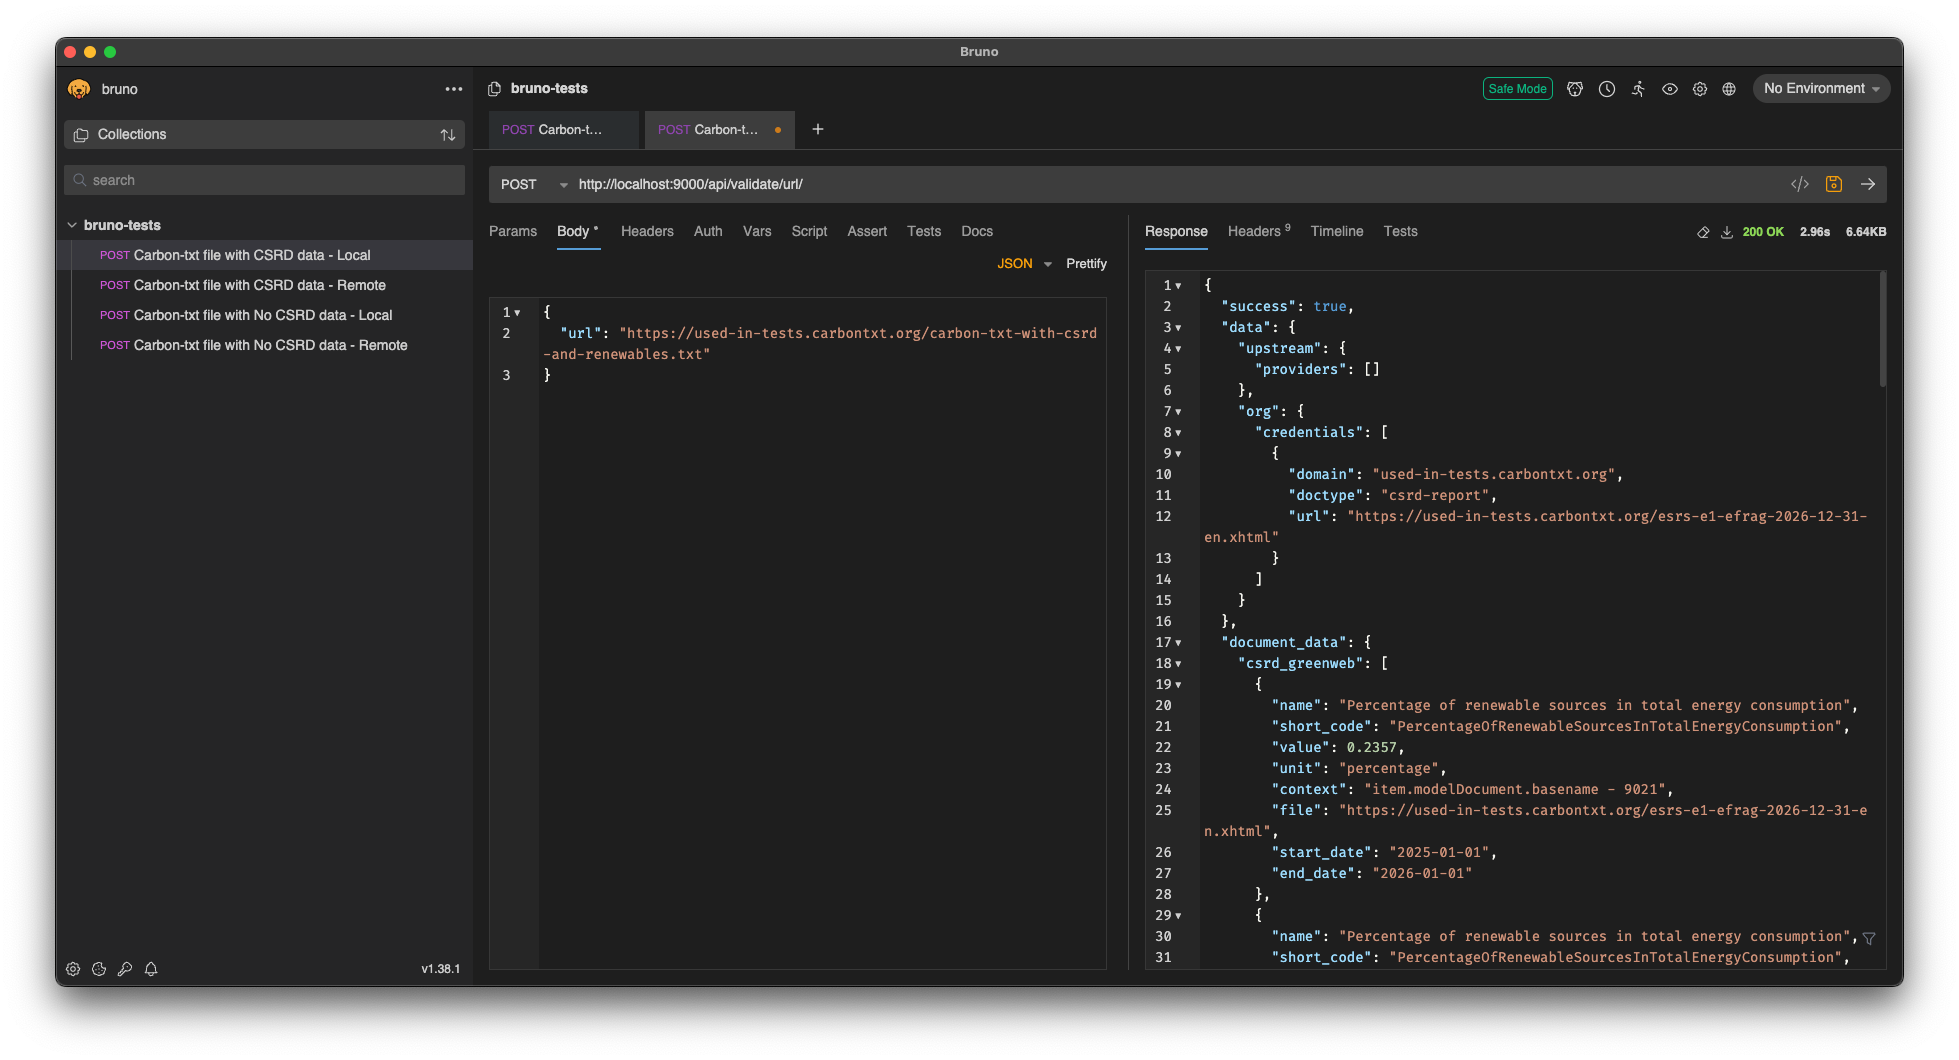 Bruno
bruno
Collections
search
bruno-tests
POST Carbon-txt file with CSRD data - Local
POST Carbon-txt file with CSRD data - Remote
POST Carbon-txt file with No CSRD data - Local
POST Carbon-txt file with No CSRD data - Remote
v1.38.1
bruno-tests
Safe Mode
No Environment
POST Carbon-t...
POST Carbon-t...
POST http://localhost:9000/api/validate/url/
Params Body * Headers Auth Vars Script Assert Tests Docs
JSON Prettify
1 {
2 "url": "https://used-in-tests.carbontxt.org/carbon-txt-with-csrd
-and-renewables.txt"
3 }
Response Headers 9 Timeline Tests
200 OK 2.96s 6.64KB
1 {
2 "success": true,
3 "data": {
4 "upstream": {
5 "providers": []
6 },
7 "org": {
8 "credentials": [
9 {
10 "domain": "used-in-tests.carbontxt.org",
11 "doctype": "csrd-report",
12 "url": "https://used-in-tests.carbontxt.org/esrs-e1-efrag-2026-12-31-
en.xhtml"
13 }
14 ]
15 }
16 },
17 "document_data": {
18 "csrd_greenweb": [
19 {
20 "name": "Percentage of renewable sources in total energy consumption",
21 "short_code": "PercentageOfRenewableSourcesInTotalEnergyConsumption",
22 "value": 0.2357,
23 "unit": "percentage",
24 "context": "item.modelDocument.basename - 9021",
25 "file": "https://used-in-tests.carbontxt.org/esrs-e1-efrag-2026-12-31-e
n.xhtml",
26 "start_date": "2025-01-01",
27 "end_date": "2026-01-01"
28 },
29 {
30 "name": "Percentage of renewable sources in total energy consumption",
31 "short_code": "PercentageOfRenewableSourcesInTotalEnergyConsumption",